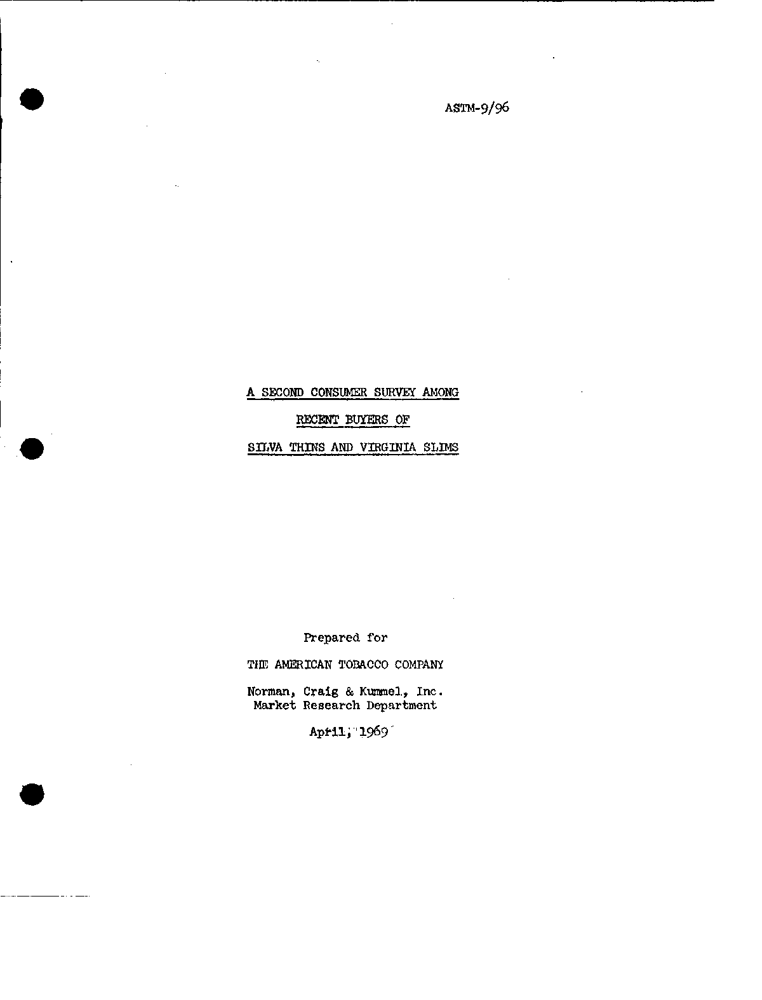 ASTM-9/96
A SECOND CONSUMER SURVEY AMONG
RECENT BUYERS OF
SILVA THINS AND VIRGINIA SLIMS
Prepared for
THE AMERICAN TOBACCO COMPANY
Norman, Craig & Kummel, Inc.
Market Research Department
April, 1969